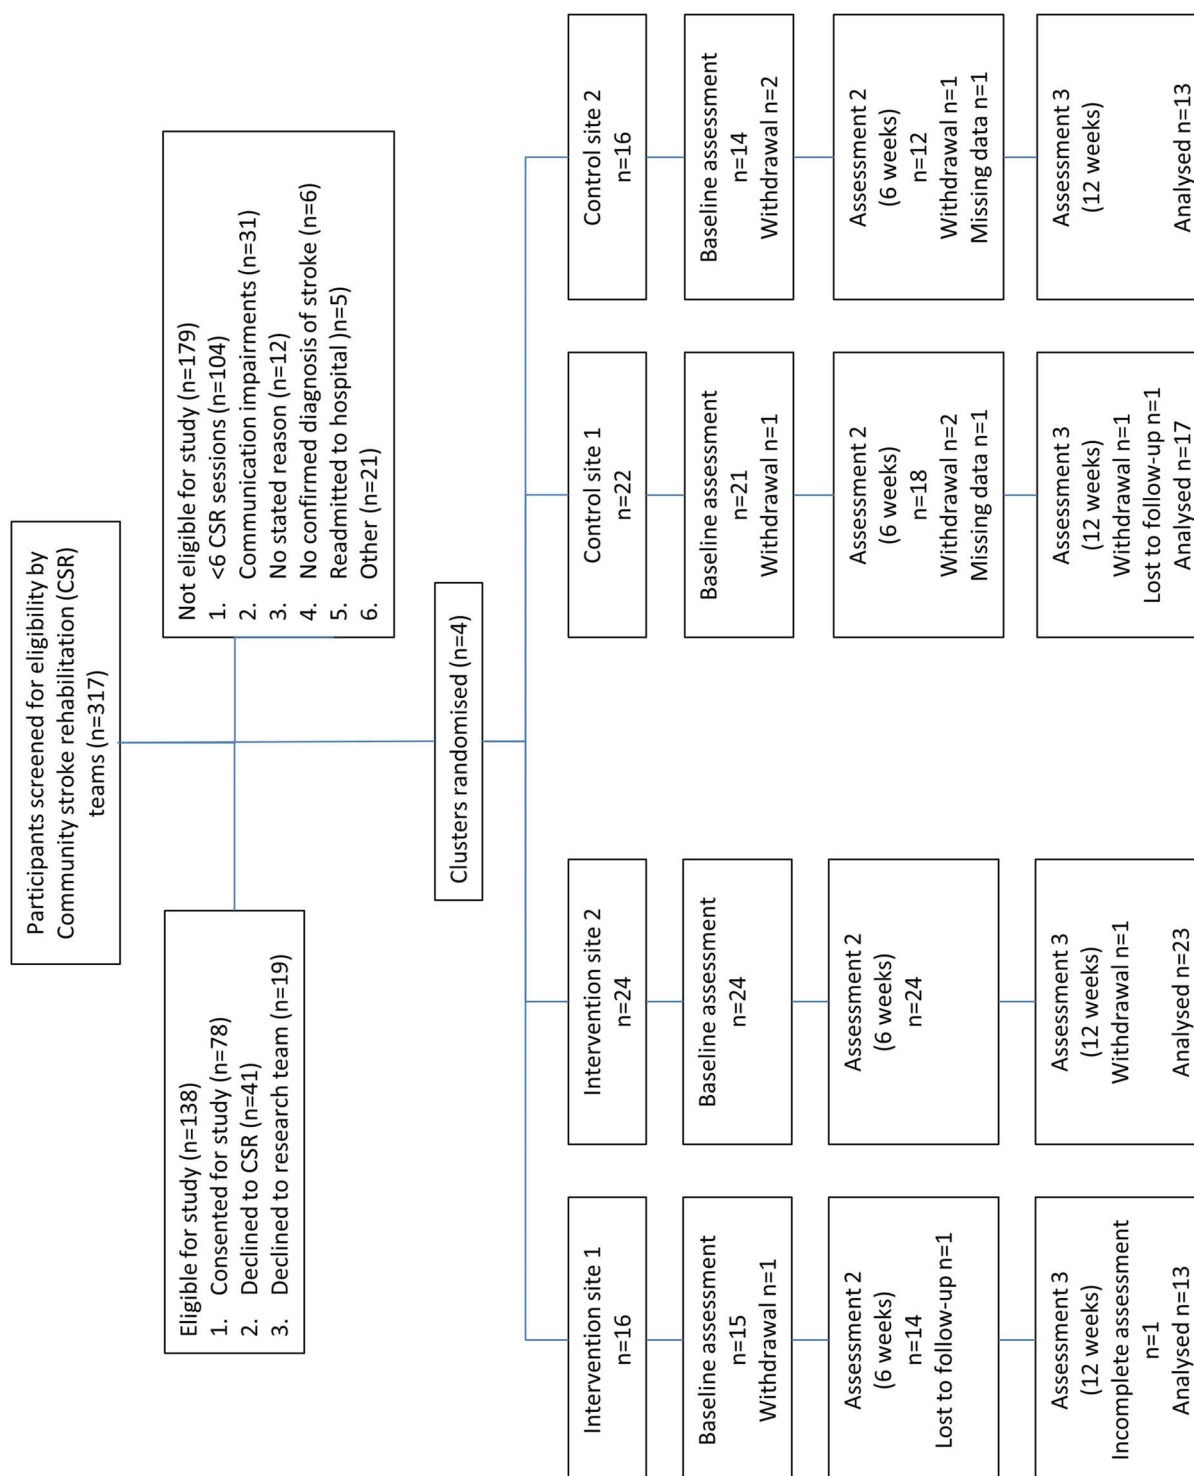 Participants screened for eligibility by
Community stroke rehabilitation (CSR)
teams (n=317)
Eligible for study (n=138)
1. Consented for study (n=78)
2. Declined to CSR (n=41)
3. Declined to research team (n=19)
Not eligible for study (n=179)
1. <6 CSR sessions (n=104)
2. Communication impairments (n=31)
3. No stated reason (n=12)
4. No confirmed diagnosis of stroke (n=6)
5. Readmitted to hospital )n=5)
6. Other (n=21)
Clusters randomised (n=4)
Intervention site 1
n=16
Baseline assessment
n=15
Withdrawal n=1
Assessment 2
(6 weeks)
n=14
Lost to follow-up n=1
Assessment 3
(12 weeks)
Incomplete assessment
n=1
Analysed n=13
Intervention site 2
n=24
Baseline assessment
n=24
Assessment 2
(6 weeks)
n=24
Assessment 3
(12 weeks)
Withdrawal n=1
Analysed n=23
Control site 1
n=22
Baseline assessment
n=21
Withdrawal n=1
Assessment 2
(6 weeks)
n=18
Withdrawal n=2
Missing data n=1
Assessment 3
(12 weeks)
Withdrawal n=1
Lost to follow-up n=1
Analysed n=17
Control site 2
n=16
Baseline assessment
n=14
Withdrawal n=2
Assessment 2
(6 weeks)
n=12
Withdrawal n=1
Missing data n=1
Assessment 3
(12 weeks)
Analysed n=13